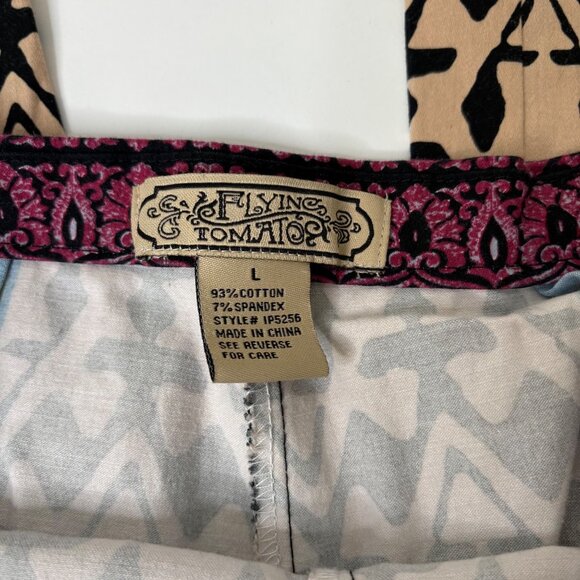 FLYING
TOMATO
L
93% COTTON
7% SPANDEX
STYLE# IP5256
MADE IN CHINA
SEE REVERSE
FOR CARE